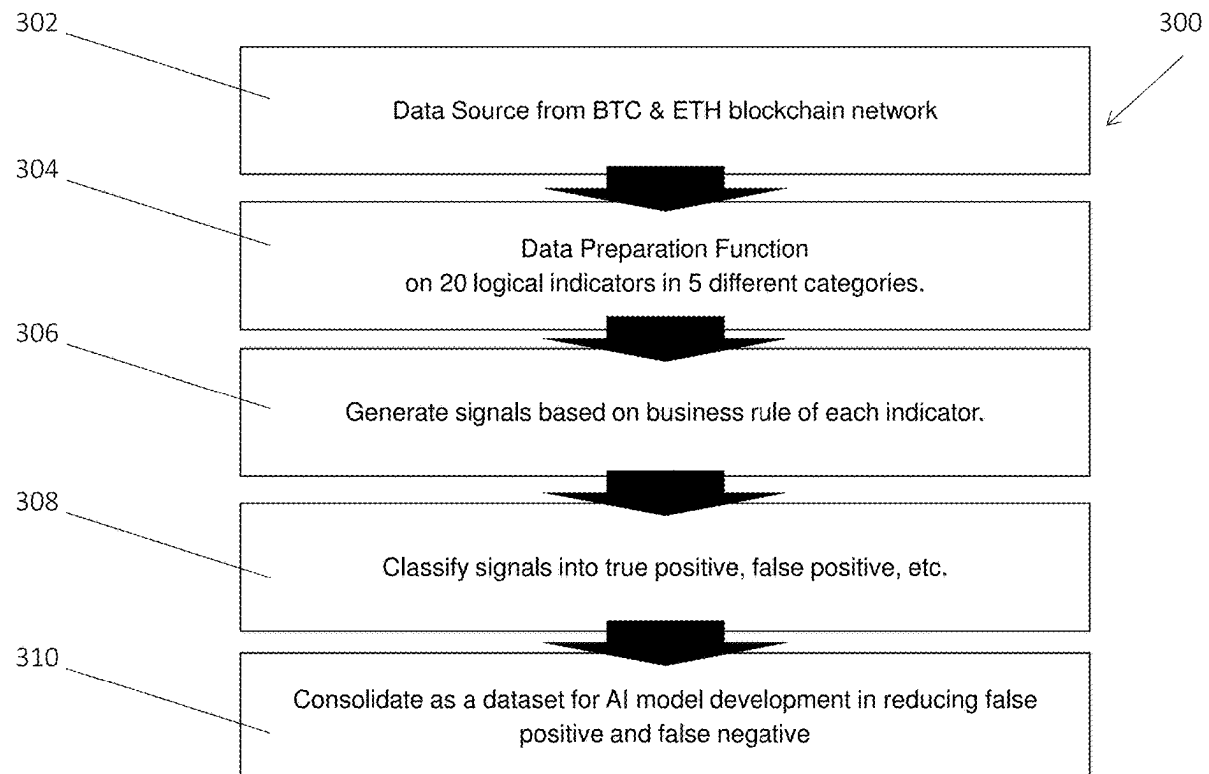 302
300
Data Source from BTC & ETH blockchain network
304
Data Preparation Function
on 20 logical indicators in 5 different categories.
306
Generate signals based on business rule of each indicator.
308
Classify signals into true positive, false positive, etc.
310
Consolidate as a dataset for AI model development in reducing false
positive and false negative